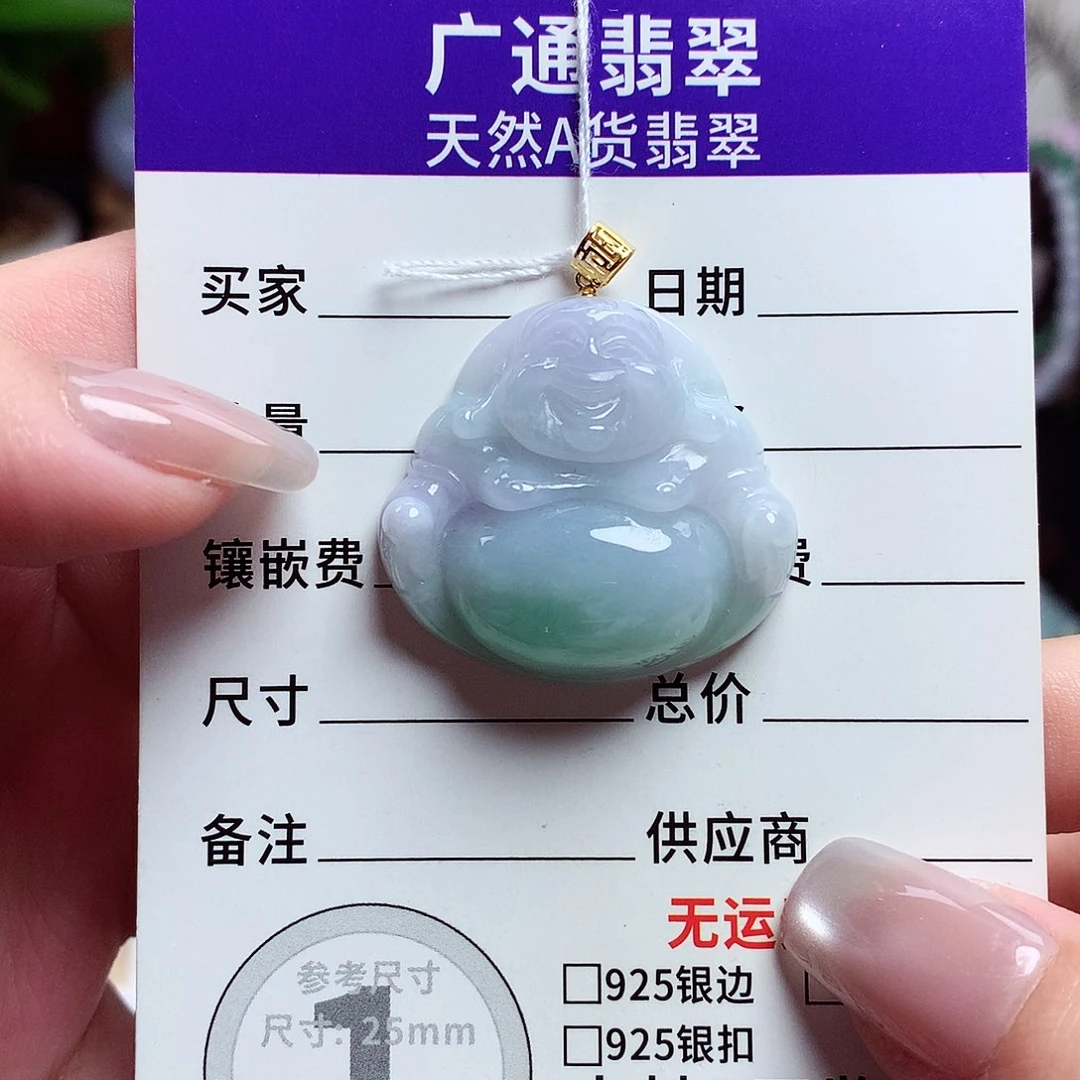 广通翡翠
天然A货翡翠
买家 日期
量
镶嵌费 费
尺寸 总价
备注 供应商
无运
参考尺寸
尺寸: 25mm
1
□925银边 □
□925银扣